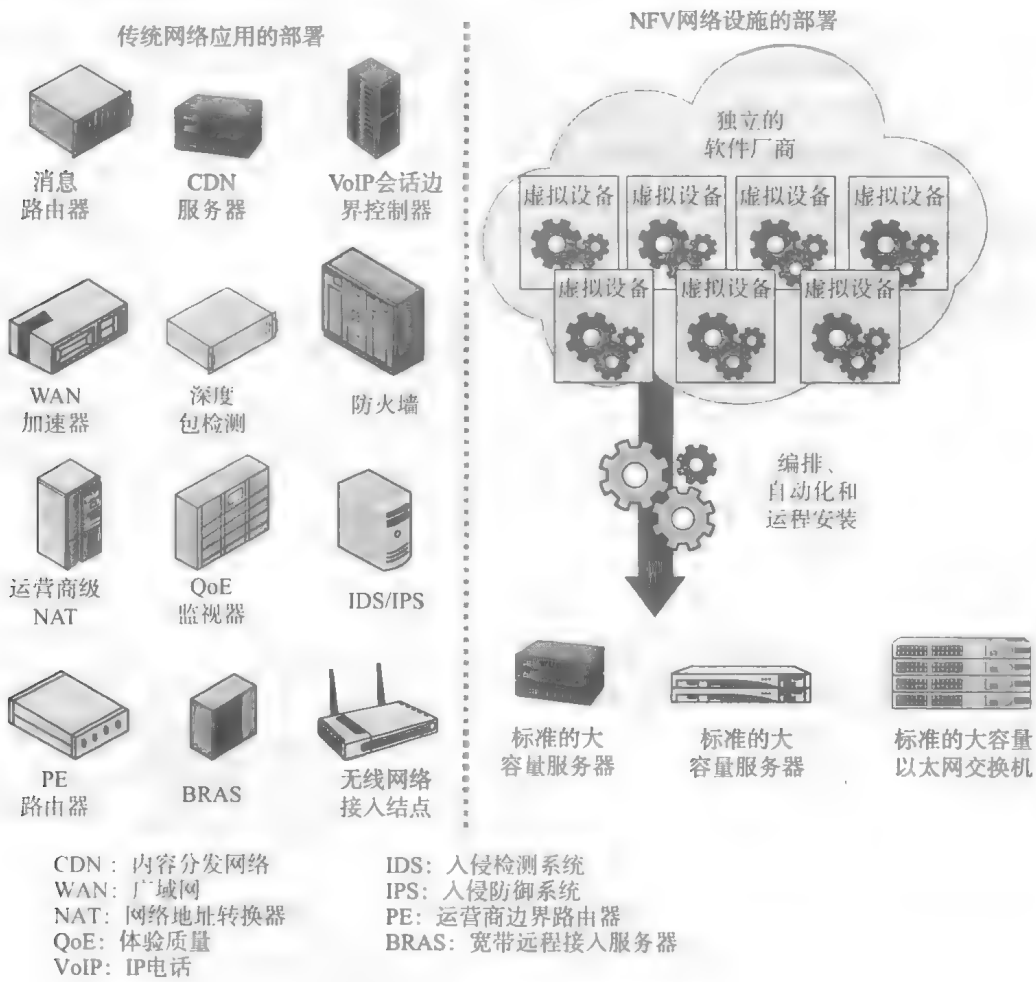 传统网络应用的部署
消息
路由器
CDN
服务器
VoIP会话边
界控制器
WAN
加速器
深度
包检测
防火墙
运营商级
NAT
QoE
监视器
IDS/IPS
PE
路由器
BRAS
无线网络
接入结点
NFV网络设施的部署
独立的
软件厂商
虚拟设备
虚拟设备
虚拟设备
虚拟设备
虚拟设备
虚拟设备
虚拟设备
编排、
自动化和
运程安装
标准的大
容量服务器
标准的大
容量服务器
标准的大容量
以太网交换机
CDN：内容分发网络
WAN：广域网
NAT：网络地址转换器
QoE：体验质量
VoIP：IP电话
IDS：入侵检测系统
IPS：入侵防御系统
PE：运营商边界路由器
BRAS：宽带远程接入服务器